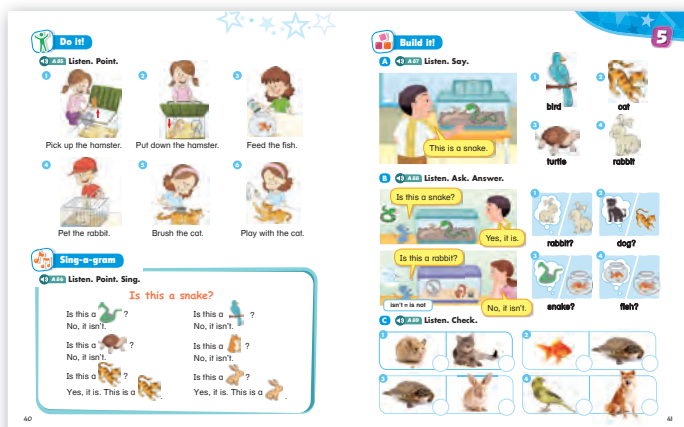 Do it!
A85 Listen. Point.
1
2
3
Pick up the hamster.
Put down the hamster.
Feed the fish.
4
5
6
Pet the rabbit.
Brush the cat.
Play with the cat.
Sing-a-gram
A86 Listen. Point. Sing.
Is this a snake?
Is this a ?
No, it isn't.
Is this a ?
No, it isn't.
Is this a ?
Yes, it is. This is a .
Is this a ?
No, it isn't.
Is this a ?
No, it isn't.
Is this a ?
Yes, it is. This is a .
40
5
Build it!
A A87 Listen. Say.
This is a snake.
1
bird
2
cat
3
turtle
4
rabbit
B A88 Listen. Ask. Answer.
Is this a snake?
Yes, it is.
Is this a rabbit?
isn't = is not
No, it isn't.
1
rabbit?
2
dog?
3
snake?
4
fish?
C A89 Listen. Check.
1
2
3
4
41